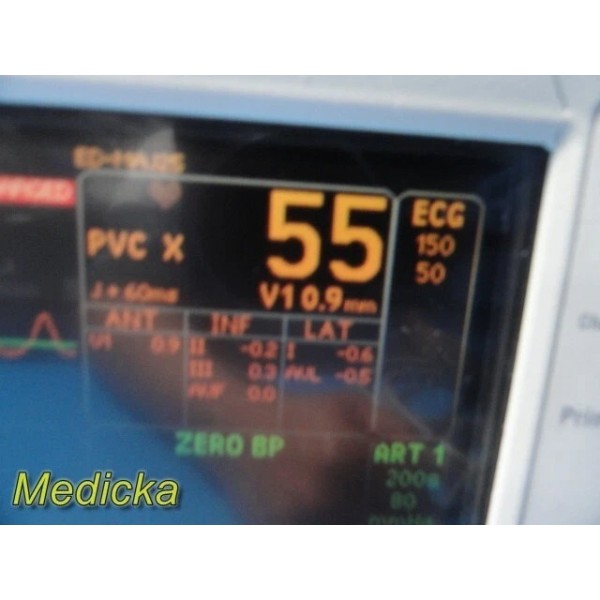 PVC X
55
ECG
150
50
J + 60ms
V1 0.9 mm
ANT INF LAT
V1 0.9 II -0.2 I -0.6
III 0.3 AVL -0.5
AVF 0.0
ZERO BP
ART 1
80
Medicka